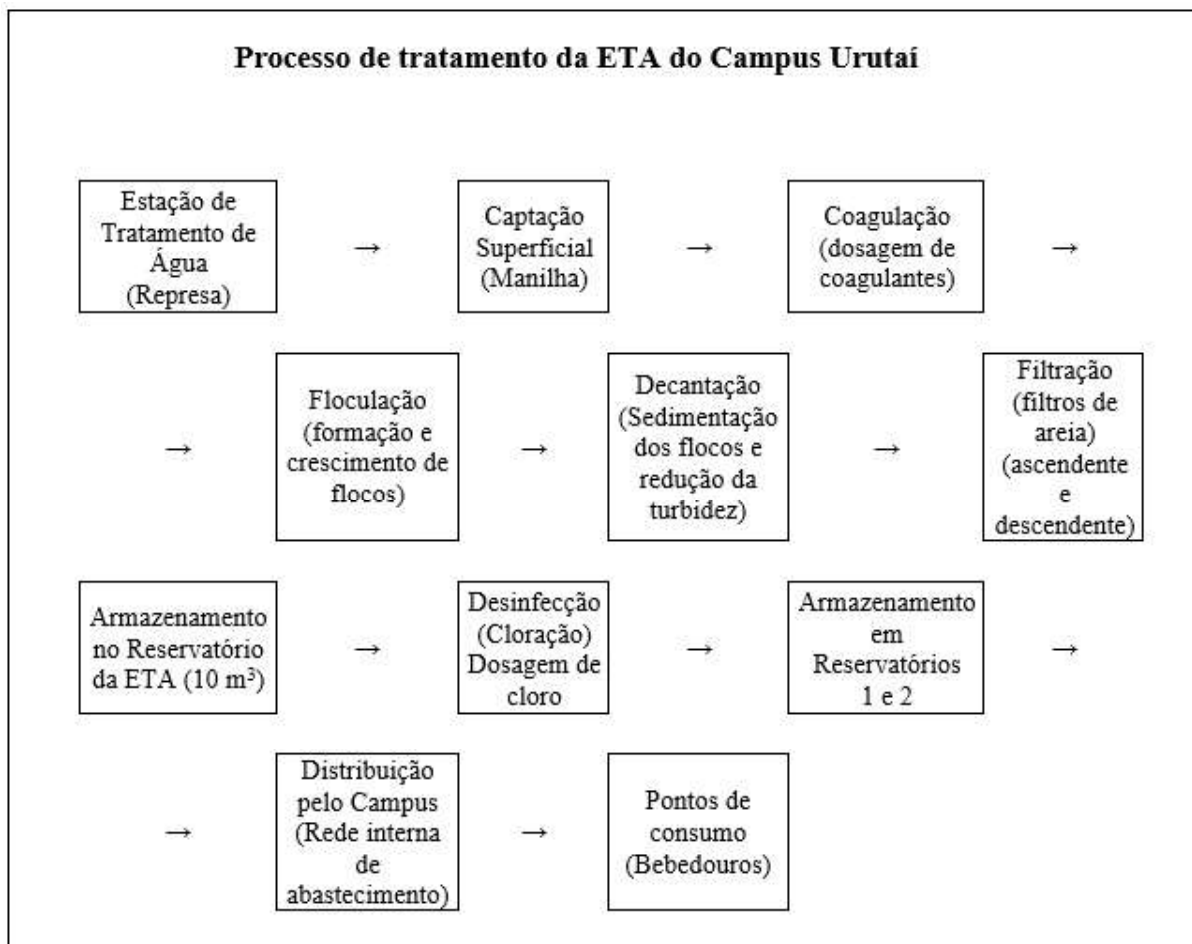 Processo de tratamento da ETA do Campus Urutaí
Estação de
Tratamento de
Água
(Represa)
→
Captação
Superficial
(Manilha)
→
Coagulação
(dosagem de
coagulantes)
→
→
Floculação
(formação e
crescimento de
flocos)
→
Decantação
(Sedimentação
dos flocos e
redução da
turbidez)
→
Filtração
(filtros de
areia)
(ascendente
e
descendente)
Armazenamento
no Reservatório
da ETA (10 m³)
→
Desinfecção
(Cloração)
Dosagem de
cloro
→
Armazenamento
em
Reservatórios
1 e 2
→
→
Distribuição
pelo Campus
(Rede interna
de
abastecimento)
→
Pontos de
consumo
(Bebedouros)